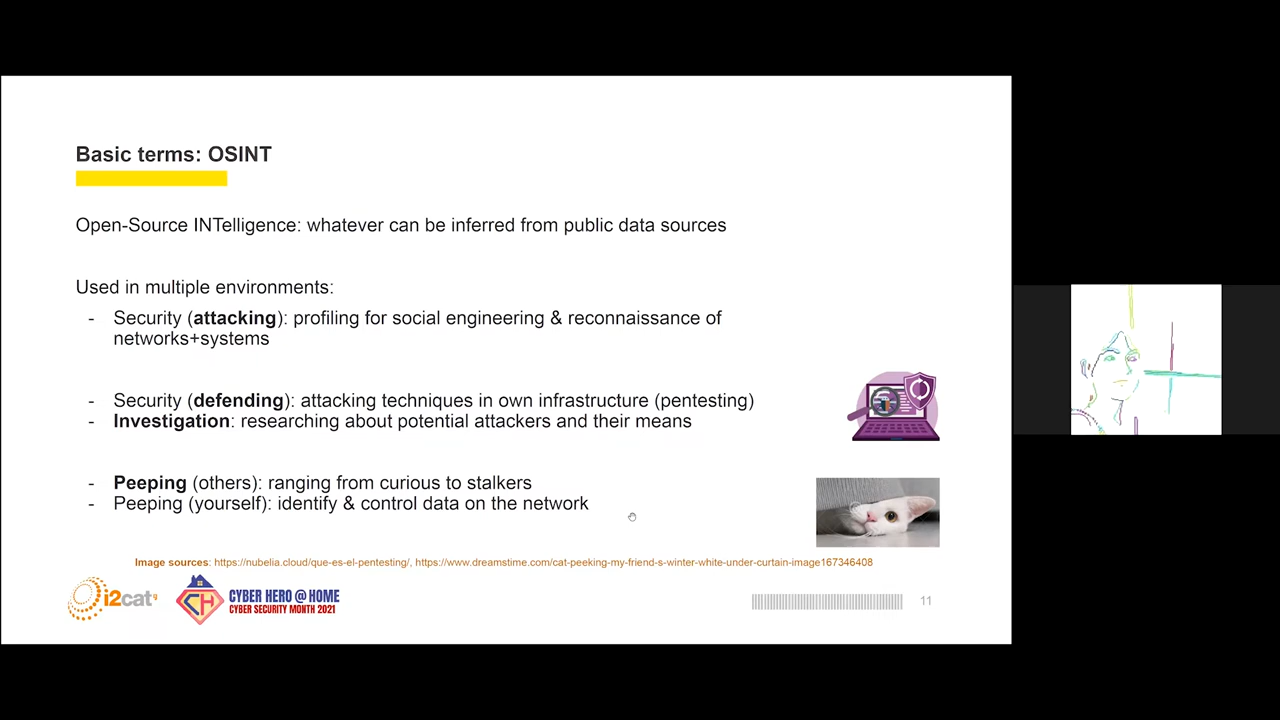 Basic terms: OSINT
Open-Source INTelligence: whatever can be inferred from public data sources
Used in multiple environments:
- Security (attacking): profiling for social engineering & reconnaissance of
networks+systems
- Security (defending): attacking techniques in own infrastructure (pentesting)
- Investigation: researching about potential attackers and their means
- Peeping (others): ranging from curious to stalkers
- Peeping (yourself): identify & control data on the network
Image sources: https://nubelia.cloud/que-es-el-pentesting/, https://www.dreamstime.com/cat-peeking-my-friend-s-winter-white-under-curtain-image167346408
i2cat
CH
CYBER HERO @ HOME
CYBER SECURITY MONTH 2021
11